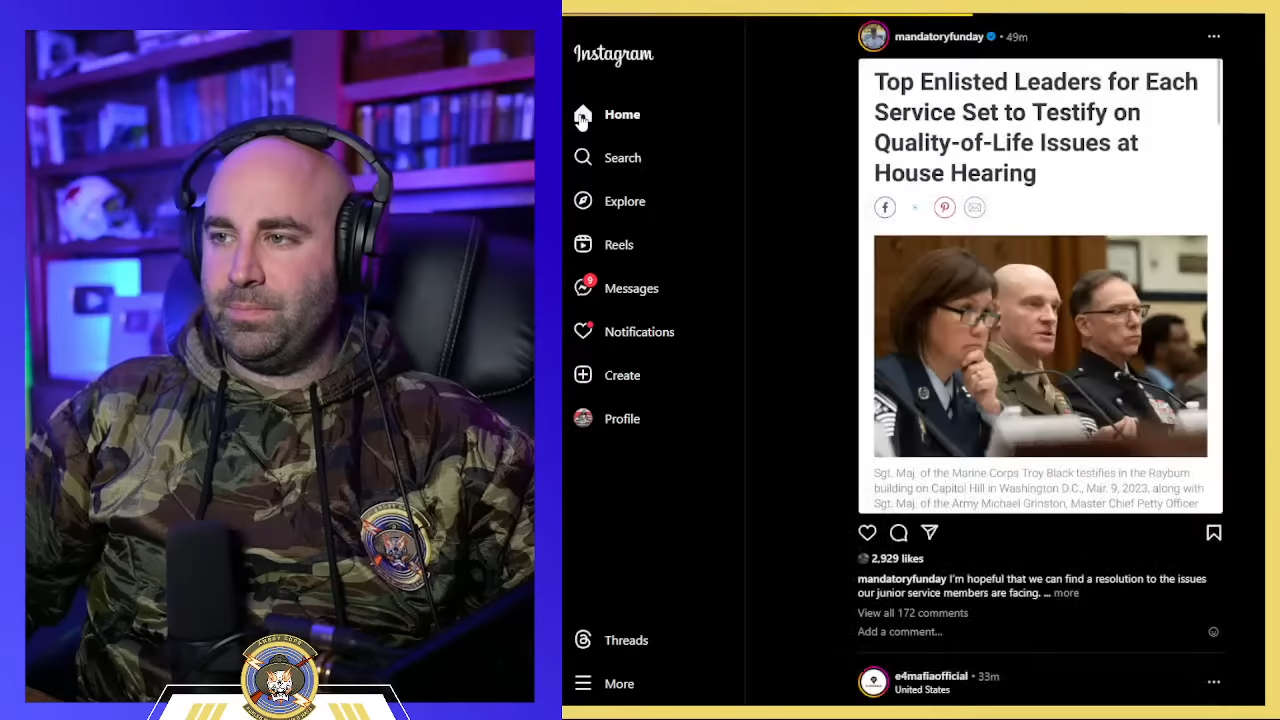 Instagram
Home
Search
Explore
Reels
9
Messages
Notifications
Create
Profile
Threads
More
mandatoryfunday • 49m
Top Enlisted Leaders for Each
Service Set to Testify on
Quality-of-Life Issues at
House Hearing
Sgt. Maj. of the Marine Corps Troy Black testifies in the Rayburn
building on Capitol Hill in Washington D.C., Mar. 9, 2023, along with
Sgt. Maj. of the Army Michael Grinston, Master Chief Petty Officer
2,929 likes
mandatoryfunday I'm hopeful that we can find a resolution to the issues
our junior service members are facing. ... more
View all 172 comments
Add a comment...
e4mafiaofficial • 33m
United States
ANGRY COPS